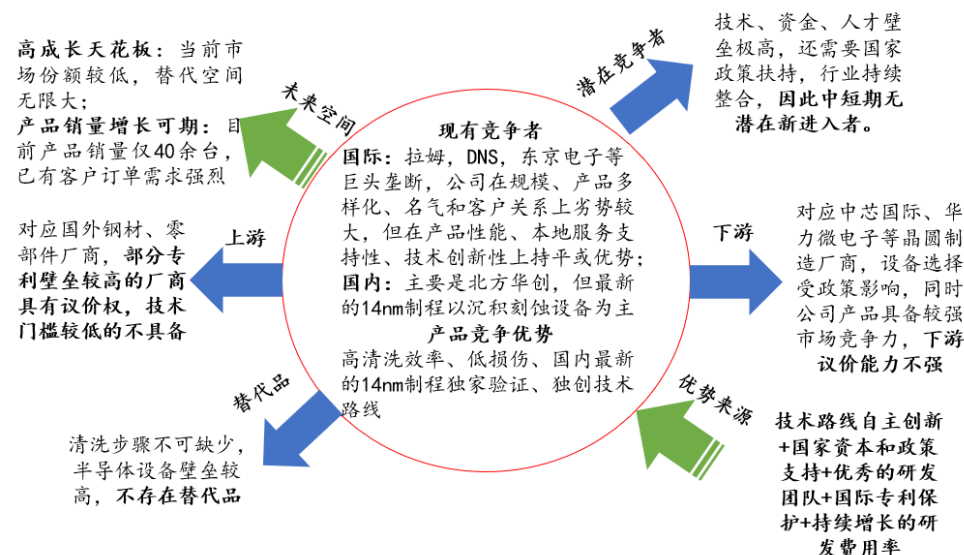 高成长天花板：当前市
场份额较低，替代空间
无限大；
产品销量增长可期：目
前产品销量仅40余台，
已有客户订单需求强烈
未来空间
潜在竞争者
技术、资金、人才壁
垒极高，还需要国家
政策扶持，行业持续
整合，因此中短期无
潜在新进入者。
现有竞争者
国际：拉姆，DNS，东京电子等
巨头垄断，公司在规模、产品多
样化、名气和客户关系上劣势较
大，但在产品性能、本地服务支
持性、技术创新性上持平或优势；
国内：主要是北方华创，但最新
的14nm制程以沉积刻蚀设备为主
产品竞争优势
高清洗效率、低损伤、国内最新
的14nm制程独家验证、独创技术
路线
上游
对应国外钢材、零
部件厂商，部分专
利壁垒较高的厂商
具有议价权，技术
门槛较低的不具备
下游
对应中芯国际、华
力微电子等晶圆制
造厂商，设备选择
受政策影响，同时
公司产品具备较强
市场竞争力，下游
议价能力不强
替代品
清洗步骤不可缺少，
半导体设备壁垒较
高，不存在替代品
优势来源
技术路线自主创新
+国家资本和政策
支持+优秀的研发
团队+国际专利保
护+持续增长的研
发费用率